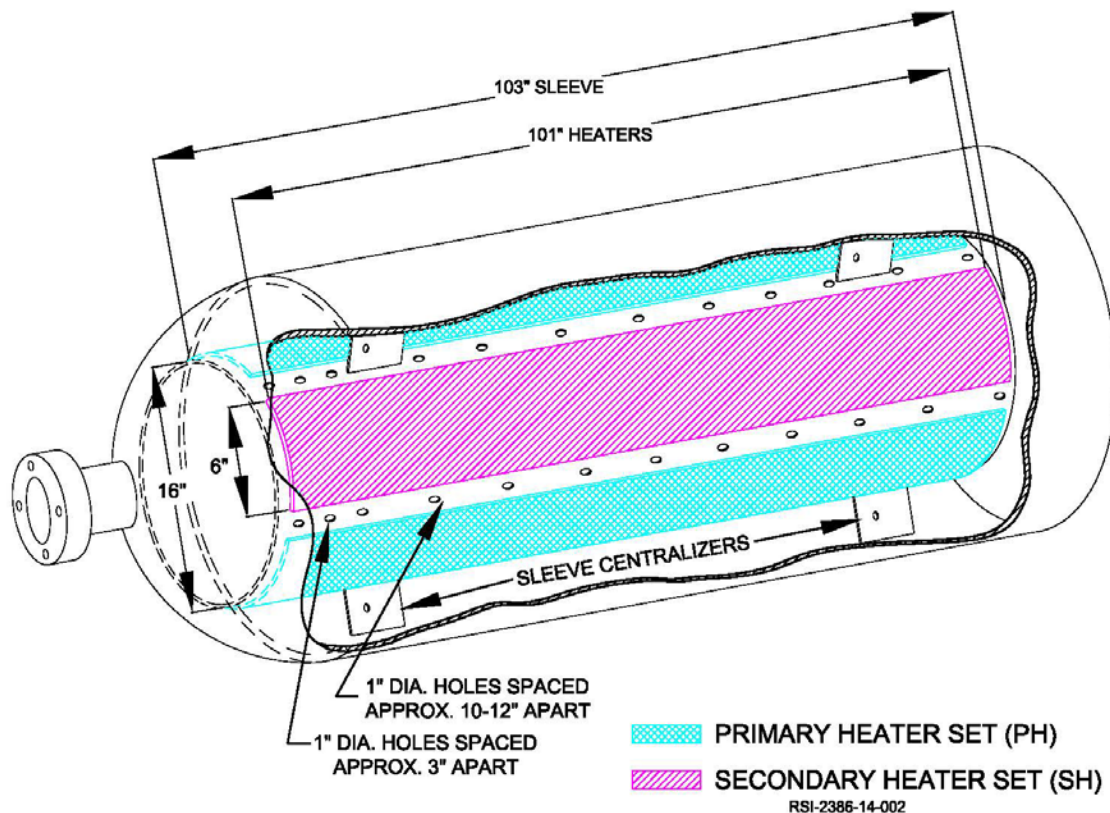 103" SLEEVE
101" HEATERS
6"
16"
SLEEVE CENTRALIZERS
1" DIA. HOLES SPACED
APPROX. 10-12" APART
1" DIA. HOLES SPACED
APPROX. 3" APART
PRIMARY HEATER SET (PH)
SECONDARY HEATER SET (SH)
RSI-2386-14-002